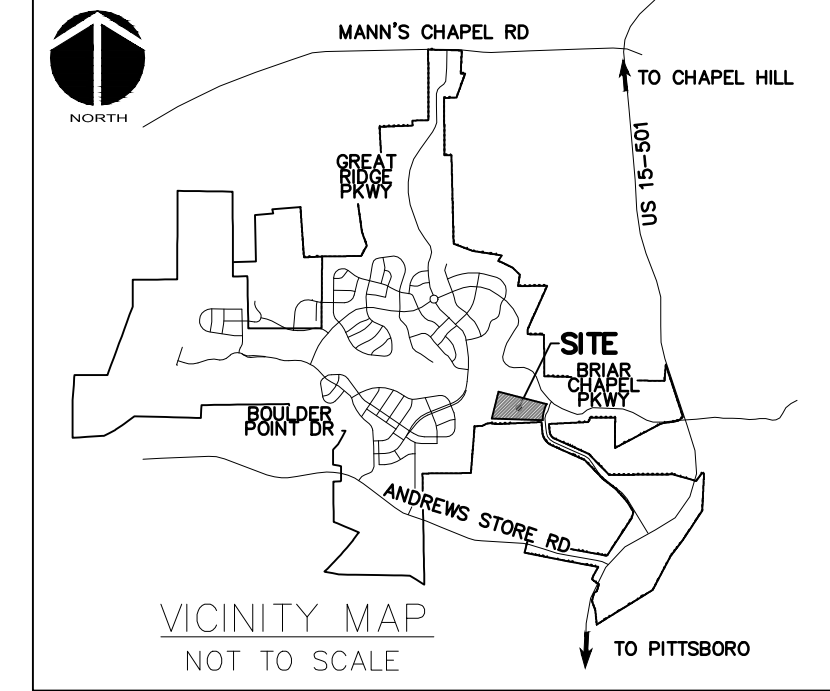 MANN'S CHAPEL RD
TO CHAPEL HILL
NORTH
US 15-501
GREAT
RIDGE
PKWY
SITE
BRIAR
CHAPEL
PKWY
BOULDER
POINT DR
ANDREWS STORE RD
VICINITY MAP
NOT TO SCALE
TO PITTSBORO